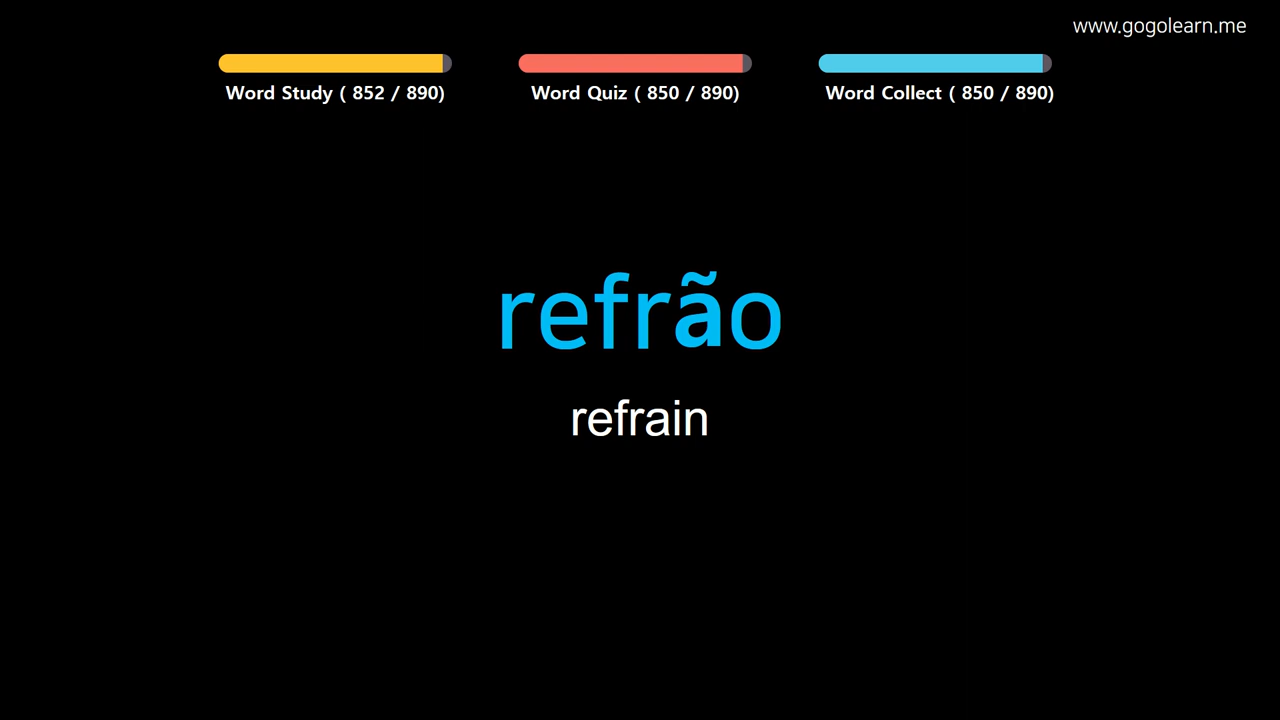 www.gogolearn.me
Word Study ( 852 / 890)
Word Quiz ( 850 / 890)
Word Collect ( 850 / 890)
refrão
refrain